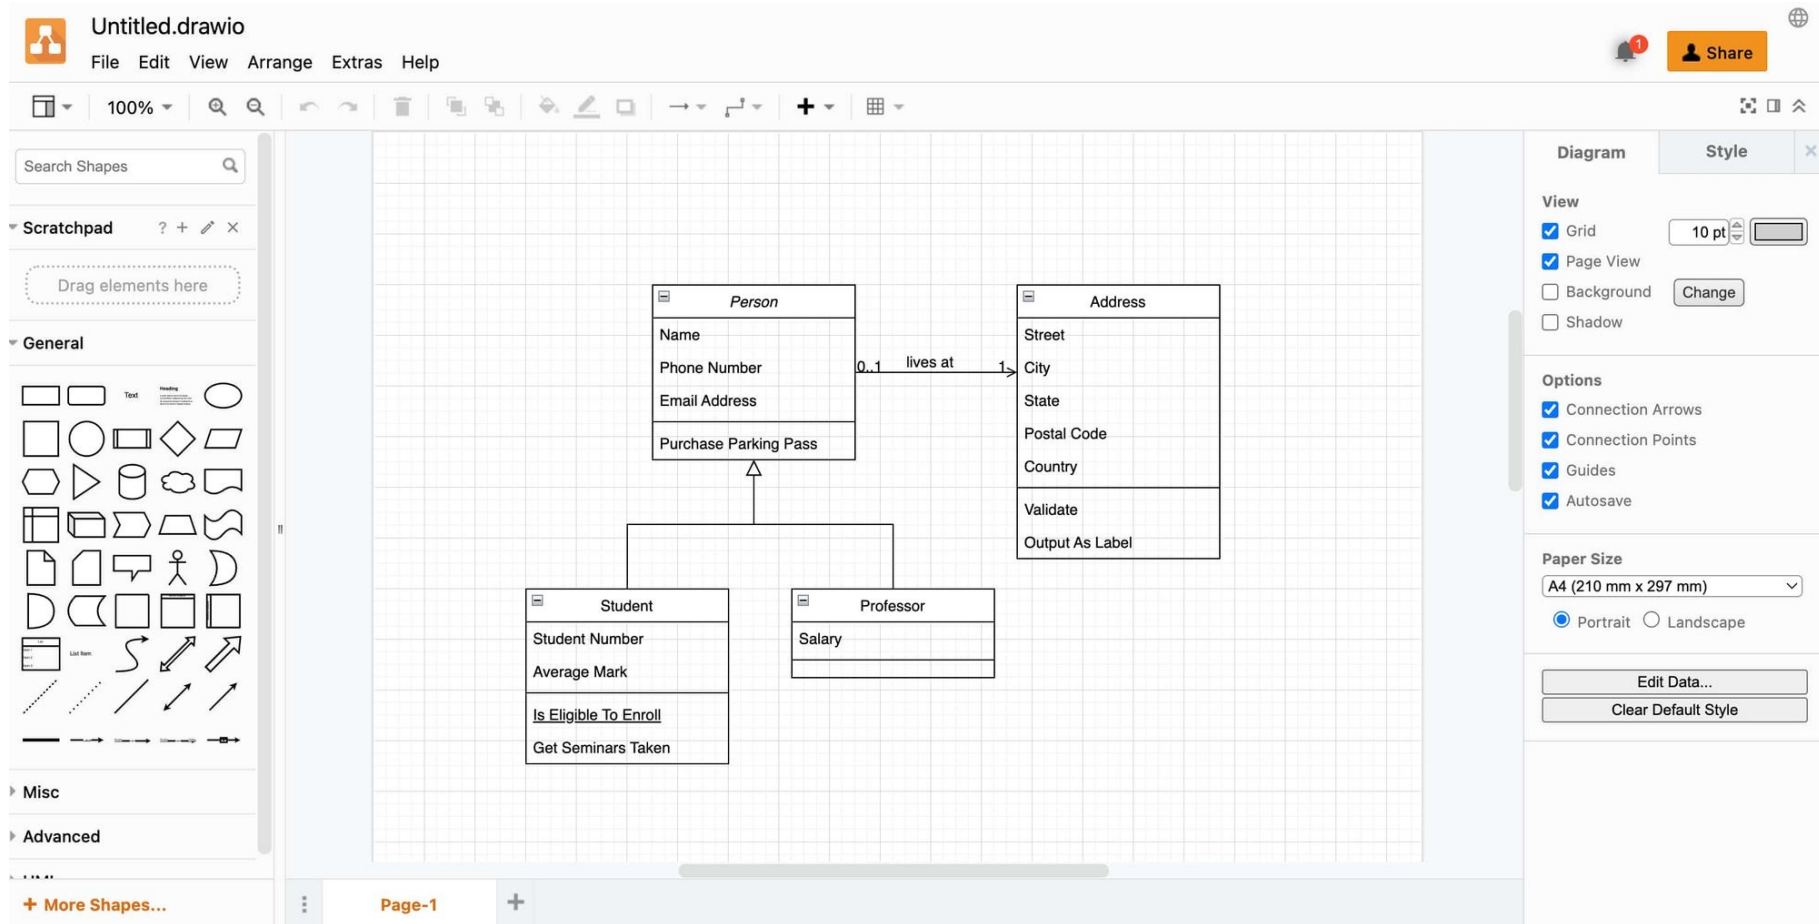 Untitled.drawio
File Edit View Arrange Extras Help
1
Share
100%
Search Shapes
Scratchpad ? + ×
Drag elements here
General
Text
Heading
List Item
Misc
Advanced
+ More Shapes...
Person
Name
Phone Number
Email Address
Purchase Parking Pass
0..1 lives at 1
Address
Street
City
State
Postal Code
Country
Validate
Output As Label
Student
Student Number
Average Mark
Is Eligible To Enroll
Get Seminars Taken
Professor
Salary
Page-1 +
Diagram Style
View
Grid 10 pt
Page View
Background Change
Shadow
Options
Connection Arrows
Connection Points
Guides
Autosave
Paper Size
A4 (210 mm x 297 mm)
Portrait Landscape
Edit Data...
Clear Default Style